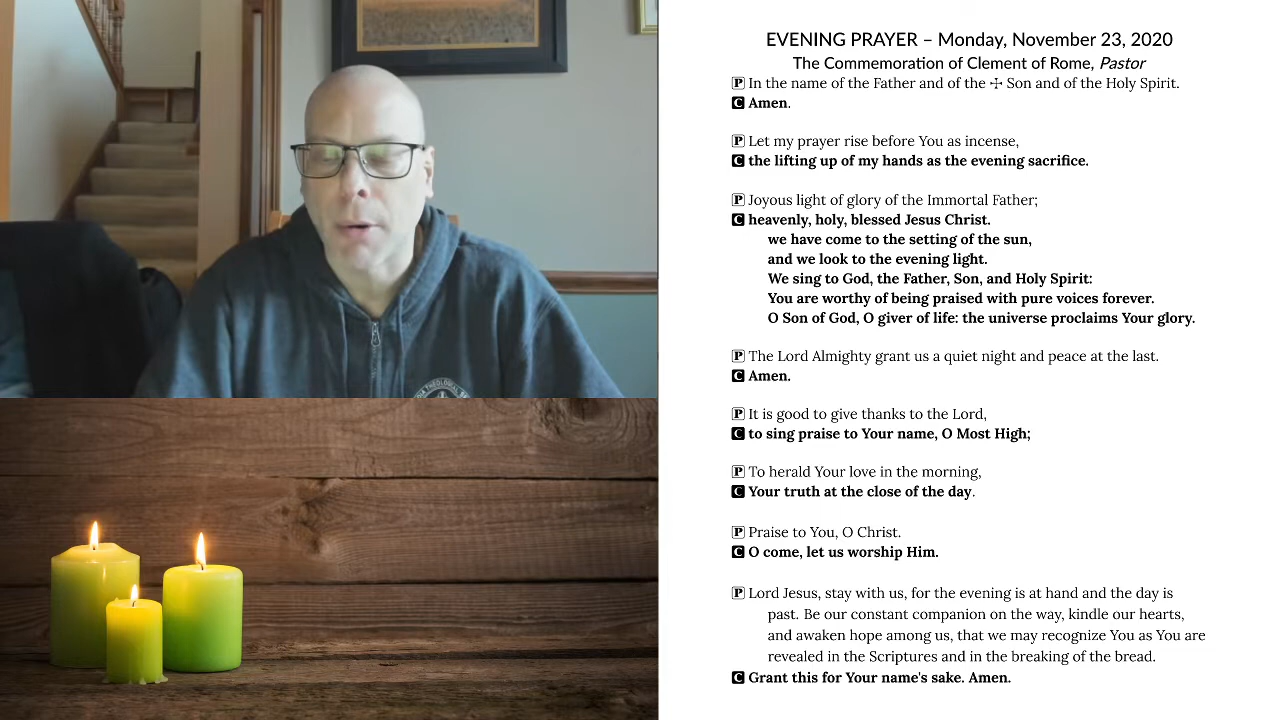 EVENING PRAYER – Monday, November 23, 2020
The Commemoration of Clement of Rome, Pastor
P In the name of the Father and of the ☩ Son and of the Holy Spirit.
C Amen.
P Let my prayer rise before You as incense,
C the lifting up of my hands as the evening sacrifice.
P Joyous light of glory of the Immortal Father;
C heavenly, holy, blessed Jesus Christ.
we have come to the setting of the sun,
and we look to the evening light.
We sing to God, the Father, Son, and Holy Spirit:
You are worthy of being praised with pure voices forever.
O Son of God, O giver of life: the universe proclaims Your glory.
P The Lord Almighty grant us a quiet night and peace at the last.
C Amen.
P It is good to give thanks to the Lord,
C to sing praise to Your name, O Most High;
P To herald Your love in the morning,
C Your truth at the close of the day.
P Praise to You, O Christ.
C O come, let us worship Him.
P Lord Jesus, stay with us, for the evening is at hand and the day is
past. Be our constant companion on the way, kindle our hearts,
and awaken hope among us, that we may recognize You as You are
revealed in the Scriptures and in the breaking of the bread.
C Grant this for Your name's sake. Amen.